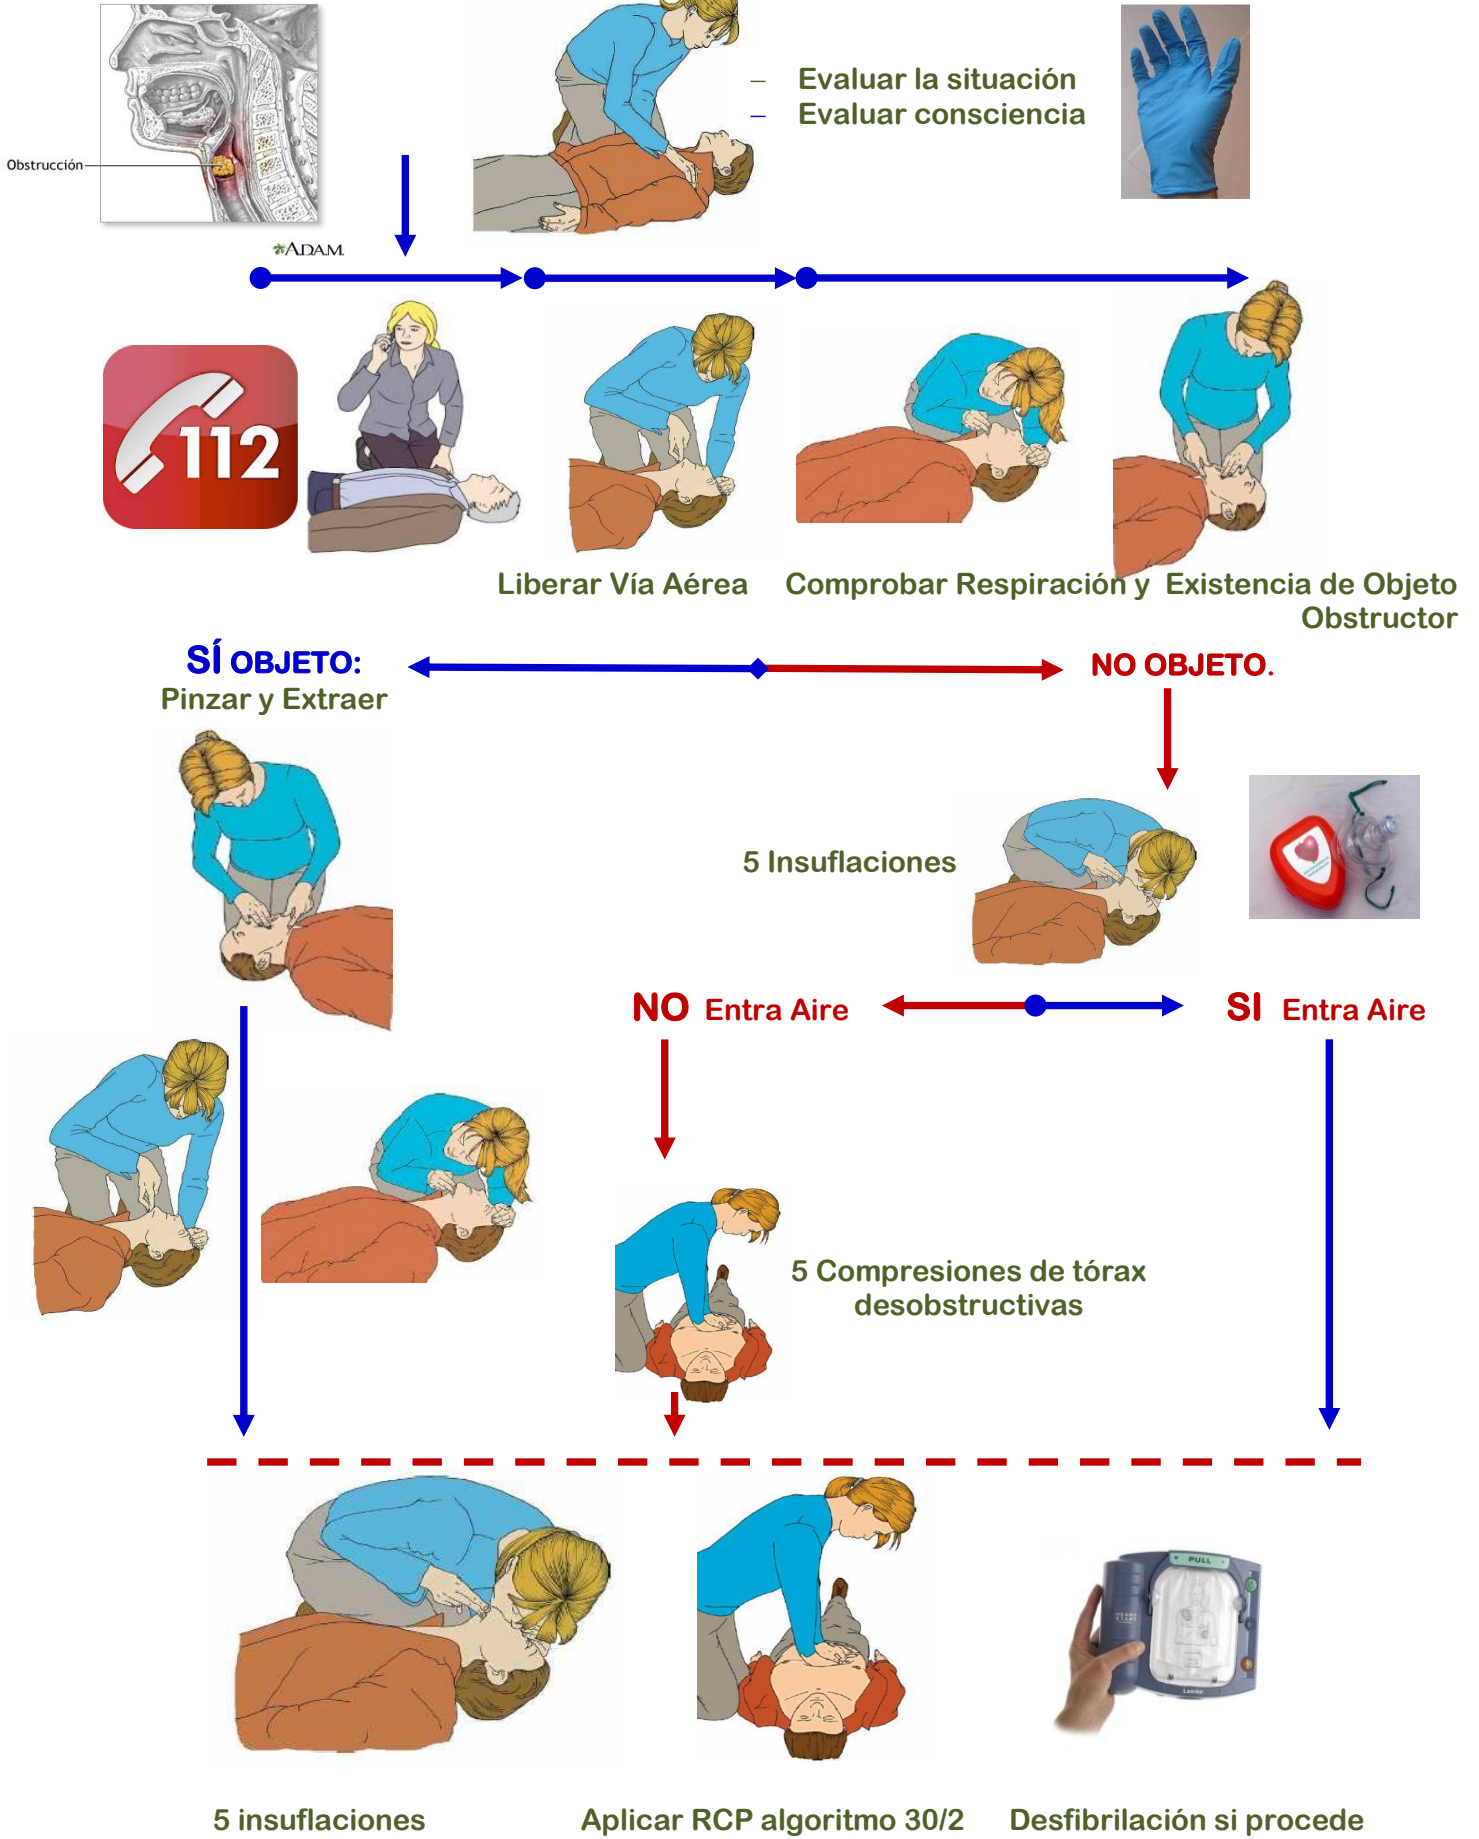 – Evaluar la situación
– Evaluar consciencia
Obstrucción
ADAM.
112
Liberar Vía Aérea
Comprobar Respiración y Existencia de Objeto
Obstructor
SÍ OBJETO:
Pinzar y Extraer
NO OBJETO.
5 Insuflaciones
NO Entra Aire
SI Entra Aire
5 Compresiones de tórax
desobstructivas
PULL
Laerdal
5 insuflaciones
Aplicar RCP algoritmo 30/2
Desfibrilación si procede